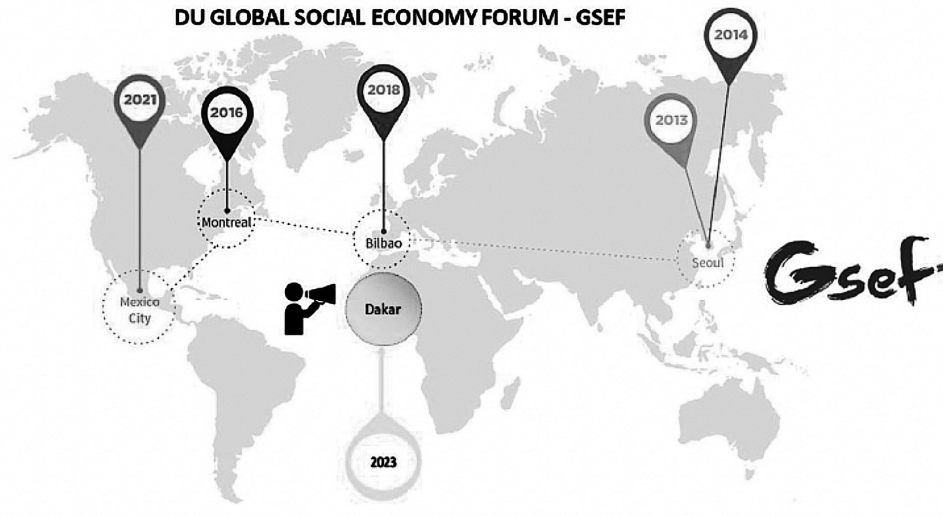 DU GLOBAL SOCIAL ECONOMY FORUM - GSEF
2014
2021
2016
2018
2013
Montreal
Bilbao
Seoul
Mexico
City
Dakar
Gsef
2023